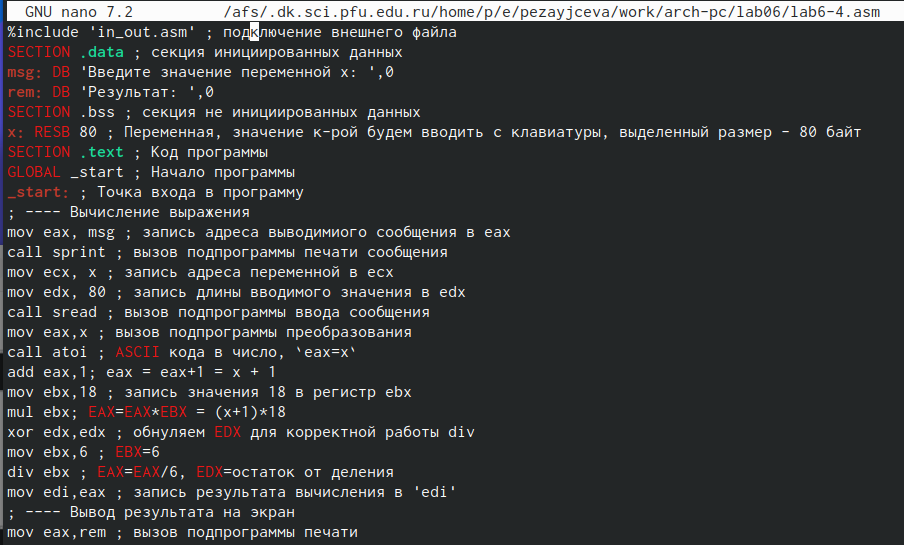 GNU nano 7.2 /afs/.dk.sci.pfu.edu.ru/home/p/e/pezayjceva/work/arch-pc/lab06/lab6-4.asm
%include 'in_out.asm' ; подключение внешнего файла
SECTION .data ; секция инициированных данных
msg: DB 'Введите значение переменной x: ',0
rem: DB 'Результат: ',0
SECTION .bss ; секция не инициированных данных
x: RESB 80 ; Переменная, значение к-рой будем вводить с клавиатуры, выделенный размер - 80 байт
SECTION .text ; Код программы
GLOBAL _start ; Начало программы
_start: ; Точка входа в программу
; ---- Вычисление выражения
mov eax, msg ; запись адреса выводимиого сообщения в eax
call sprint ; вызов подпрограммы печати сообщения
mov ecx, x ; запись адреса переменной в ecx
mov edx, 80 ; запись длины вводимого значения в edx
call sread ; вызов подпрограммы ввода сообщения
mov eax,x ; вызов подпрограммы преобразования
call atoi ; ASCII кода в число, `eax=x`
add eax,1; eax = eax+1 = x + 1
mov ebx,18 ; запись значения 18 в регистр ebx
mul ebx; EAX=EAX*EBX = (x+1)*18
xor edx,edx ; обнуляем EDX для корректной работы div
mov ebx,6 ; EBX=6
div ebx ; EAX=EAX/6, EDX=остаток от деления
mov edi,eax ; запись результата вычисления в 'edi'
; ---- Вывод результата на экран
mov eax,rem ; вызов подпрограммы печати